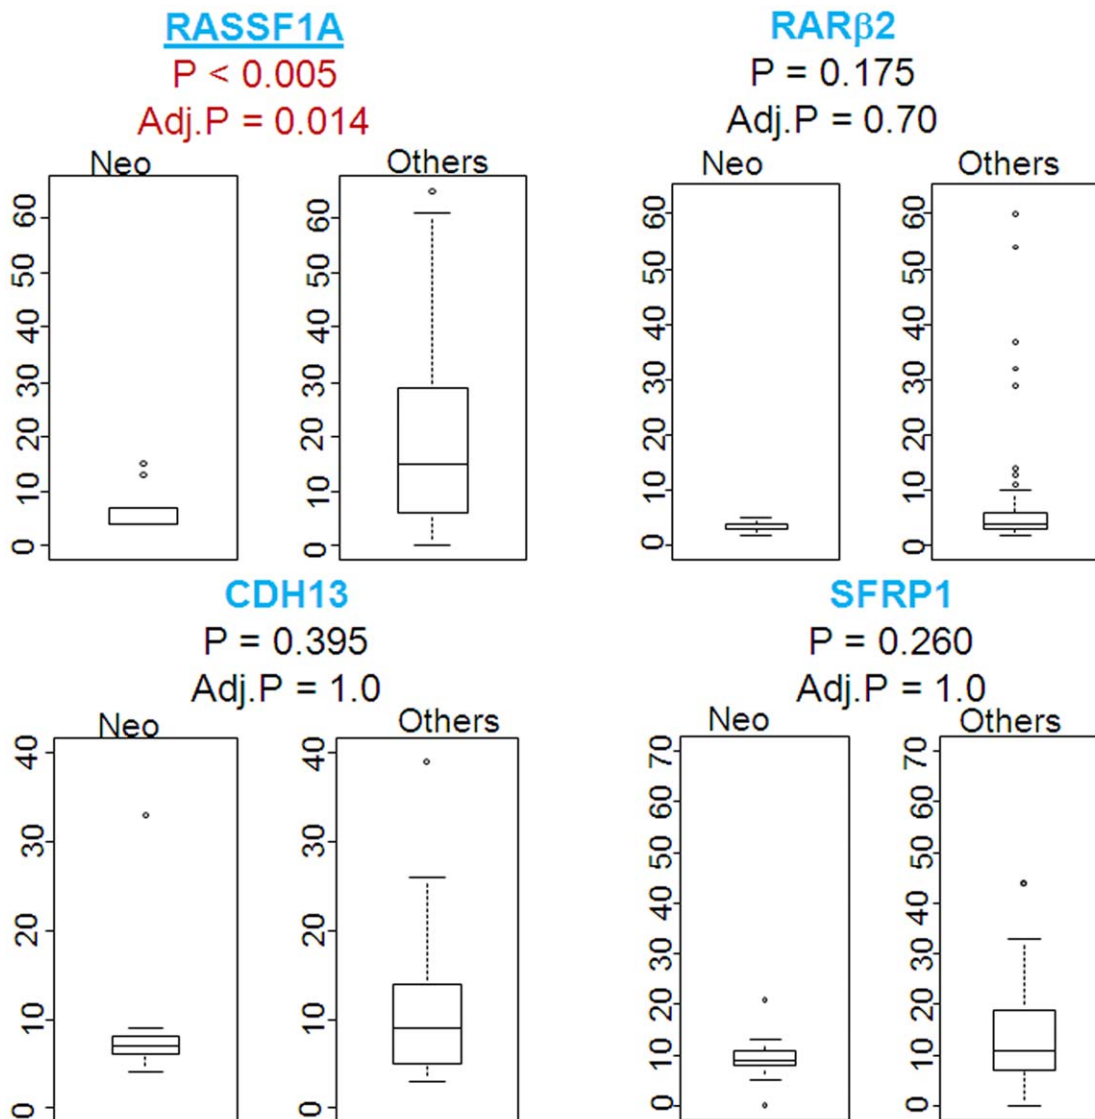 RASSF1A
P < 0.005
Adj.P = 0.014
Neo
Others
60
50
40
30
20
10
0
60
50
40
30
20
10
0
RARβ2
P = 0.175
Adj.P = 0.70
Neo
Others
60
50
40
30
20
10
0
60
50
40
30
20
10
0
CDH13
P = 0.395
Adj.P = 1.0
Neo
Others
40
30
20
10
0
40
30
20
10
0
SFRP1
P = 0.260
Adj.P = 1.0
Neo
Others
70
60
50
40
30
20
10
0
70
60
50
40
30
20
10
0